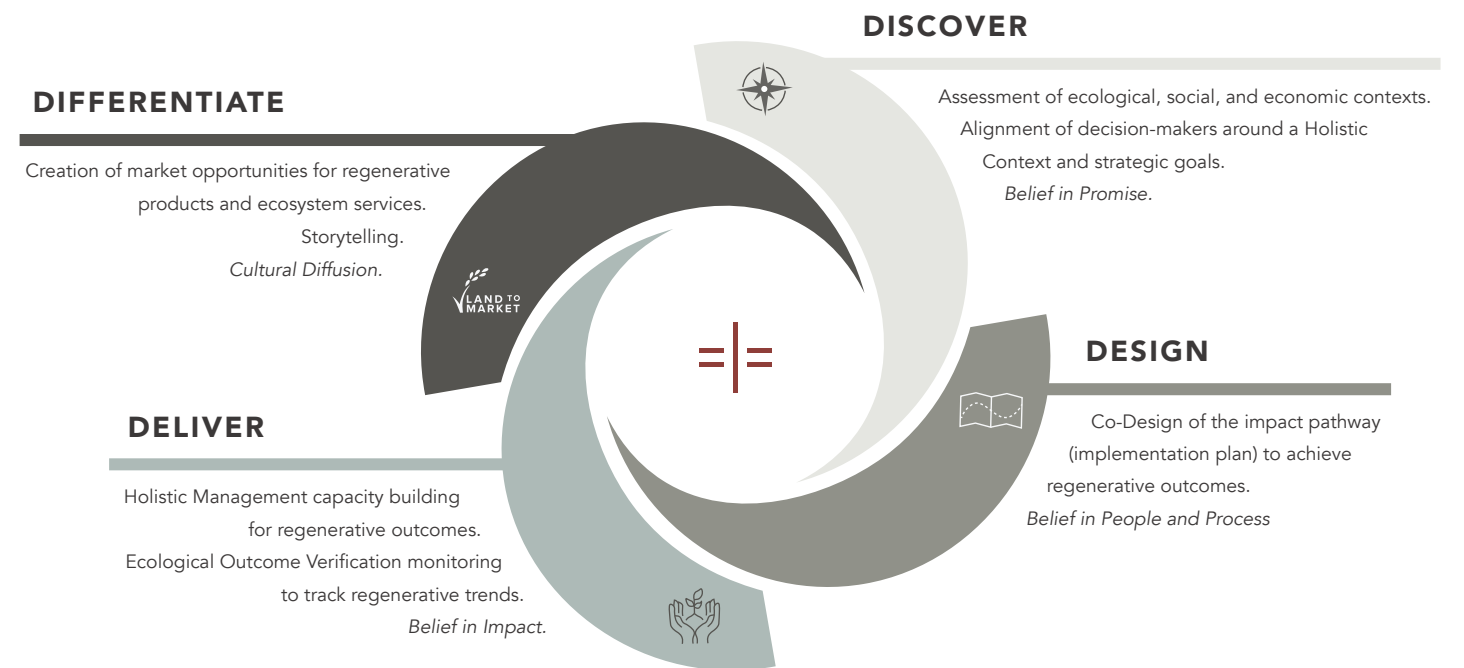 DISCOVER
Assessment of ecological, social, and economic contexts.
Alignment of decision-makers around a Holistic
Context and strategic goals.
Belief in Promise.
DESIGN
Co-Design of the impact pathway
(implementation plan) to achieve
regenerative outcomes.
Belief in People and Process
DELIVER
Holistic Management capacity building
for regenerative outcomes.
Ecological Outcome Verification monitoring
to track regenerative trends.
Belief in Impact.
DIFFERENTIATE
Creation of market opportunities for regenerative
products and ecosystem services.
Storytelling.
Cultural Diffusion.
LAND TO
MARKET